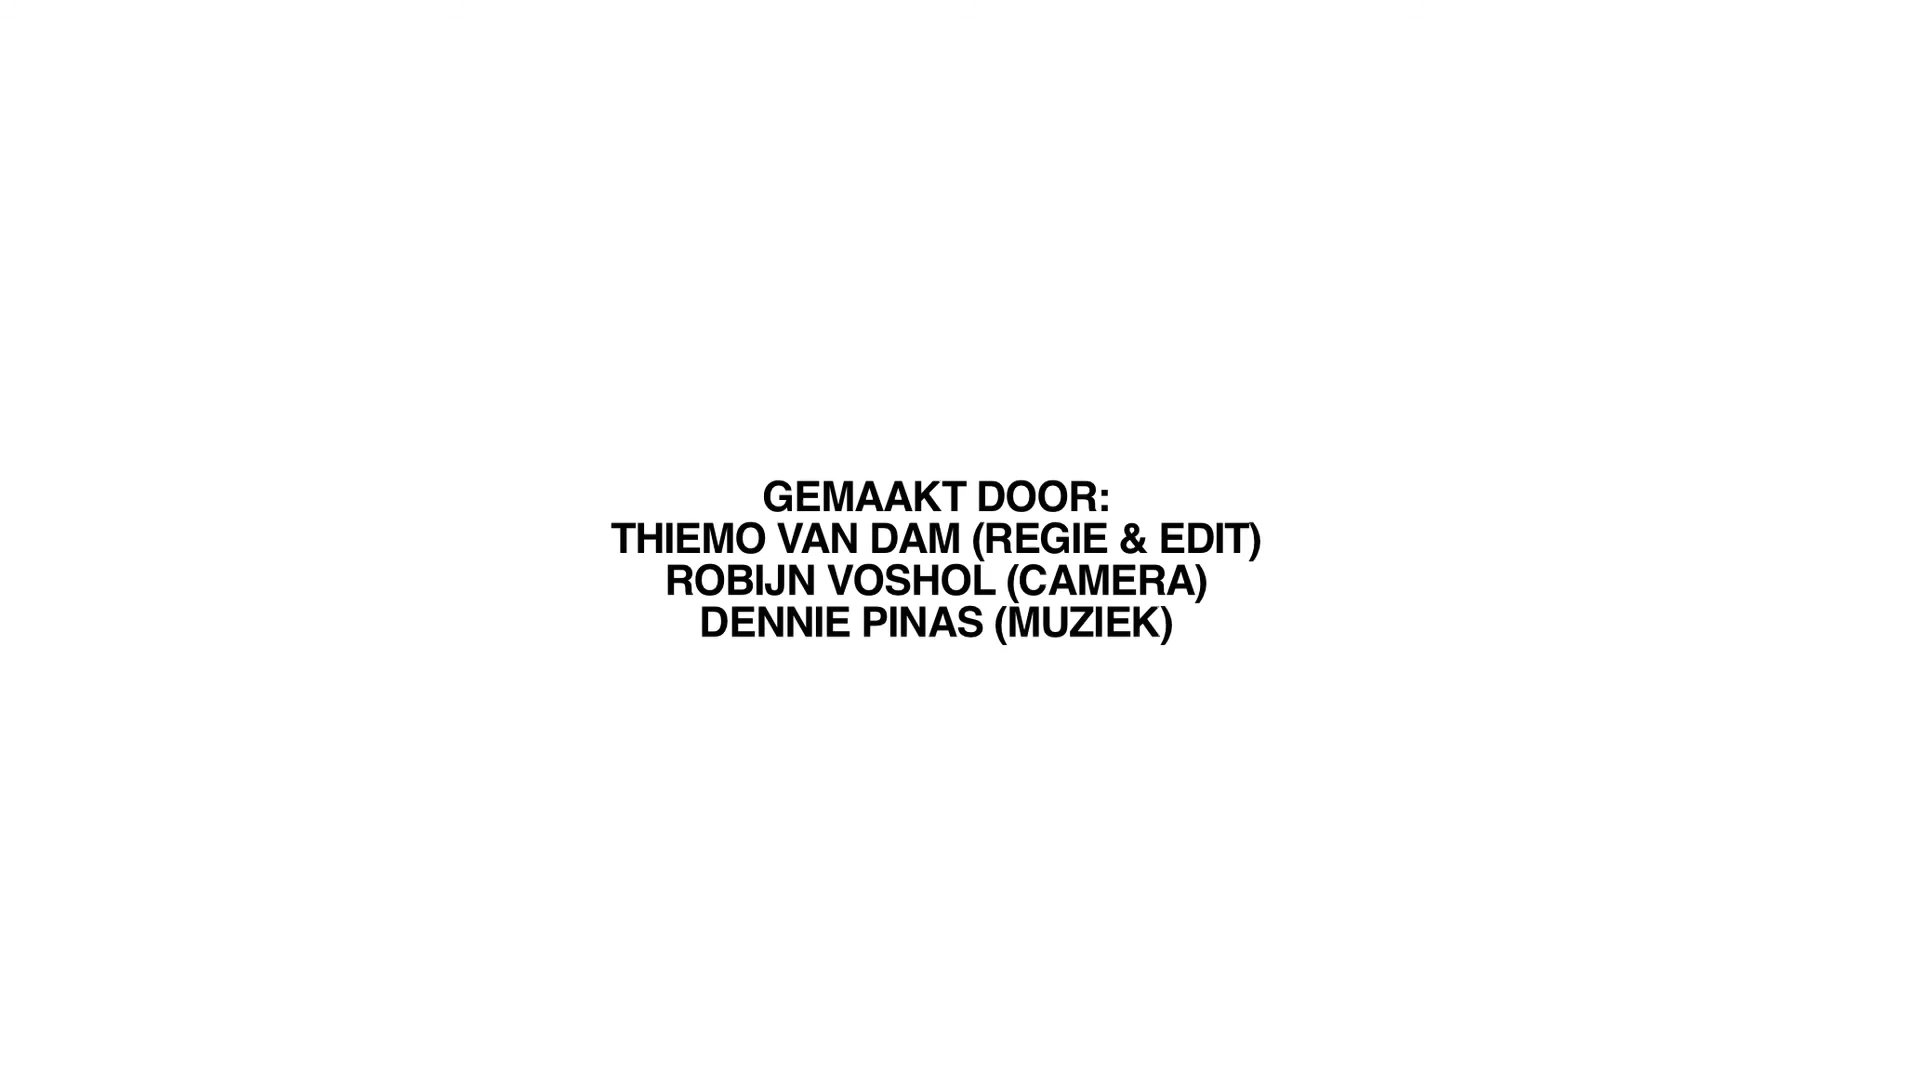 GEMAAKT DOOR:
THIEMO VAN DAM (REGIE & EDIT)
ROBIJN VOSHOL (CAMERA)
DENNIE PINAS (MUZIEK)